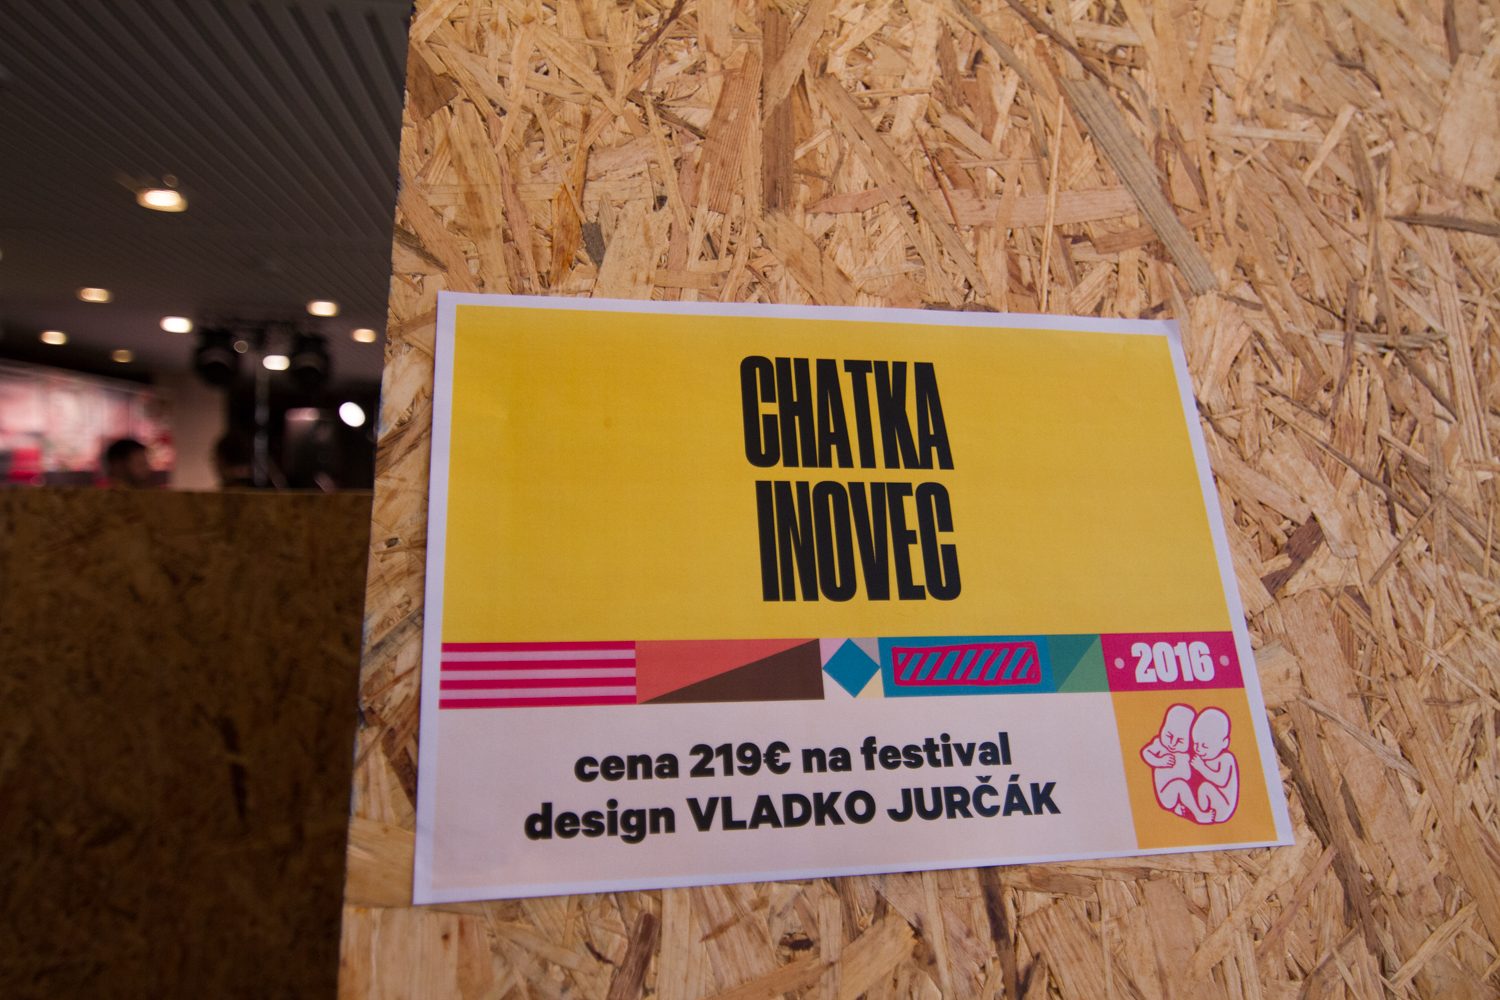 CHATKA
INOVEC
• 2016 •
cena 219€ na festival
design VLADKO JURČÁK